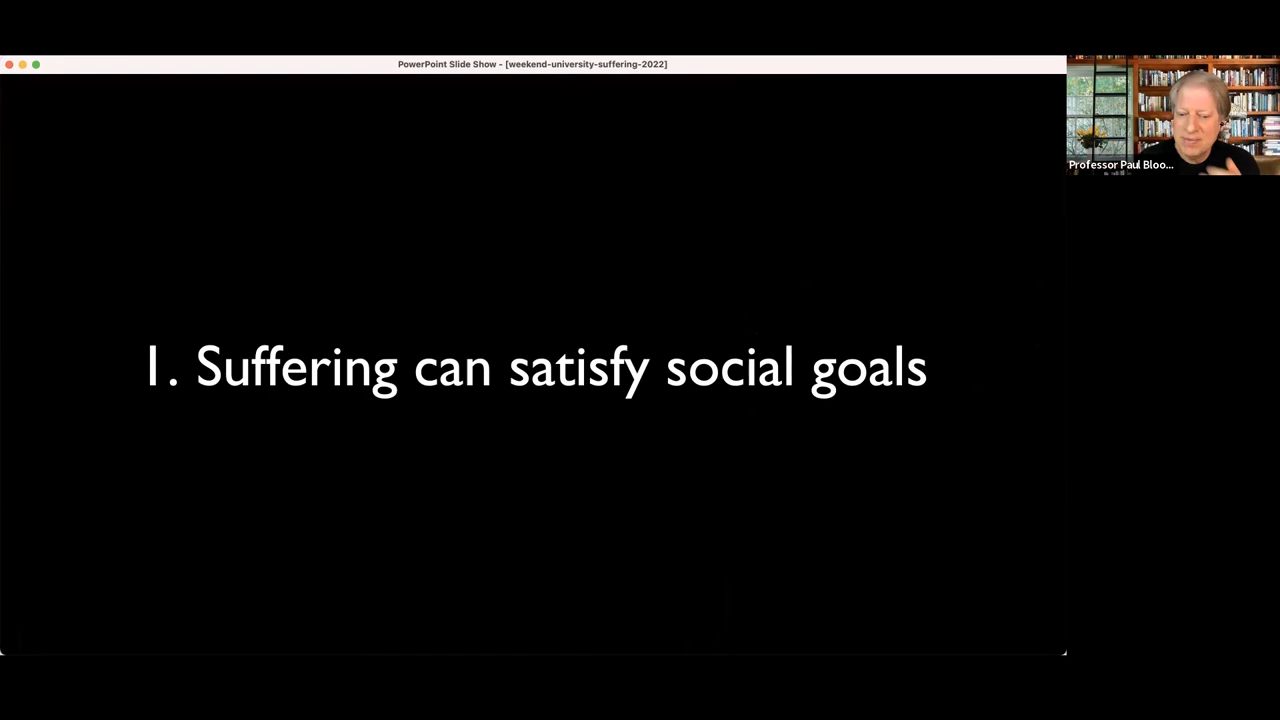 PowerPoint Slide Show - [weekend-university-suffering-2022]
Professor Paul Bloo...
1. Suffering can satisfy social goals